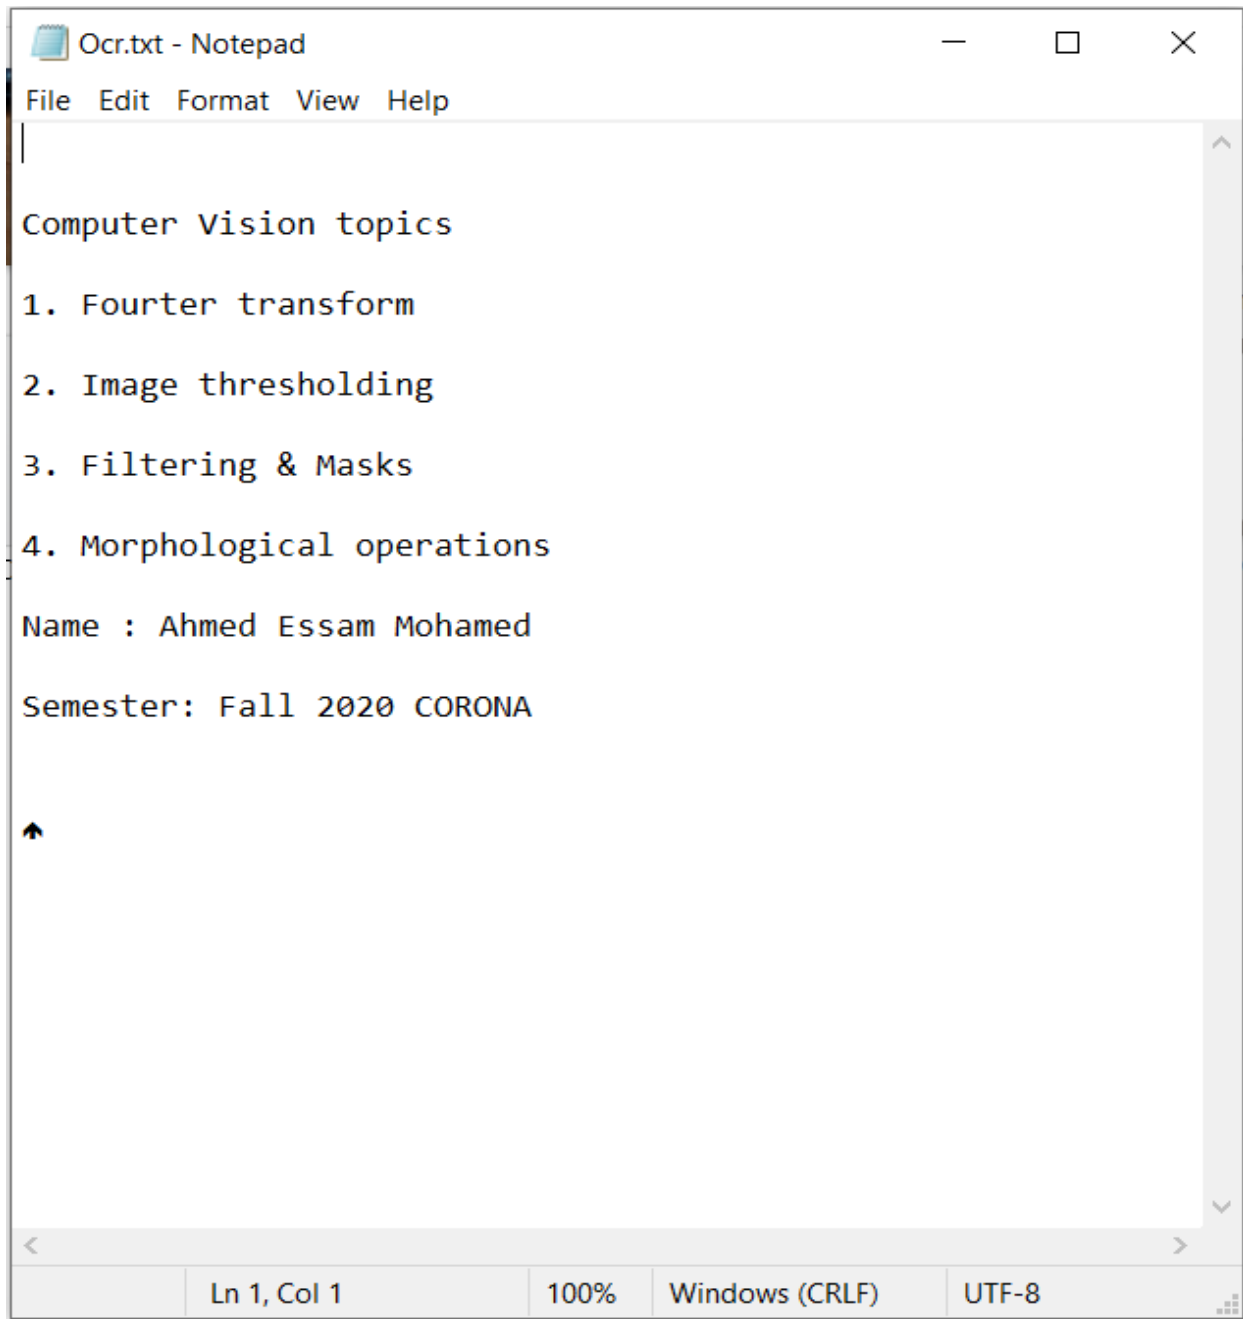 Ocr.txt - Notepad
File Edit Format View Help
Computer Vision topics
1. Fourter transform
2. Image thresholding
3. Filtering & Masks
4. Morphological operations
Name : Ahmed Essam Mohamed
Semester: Fall 2020 CORONA
Ln 1, Col 1 100% Windows (CRLF) UTF-8